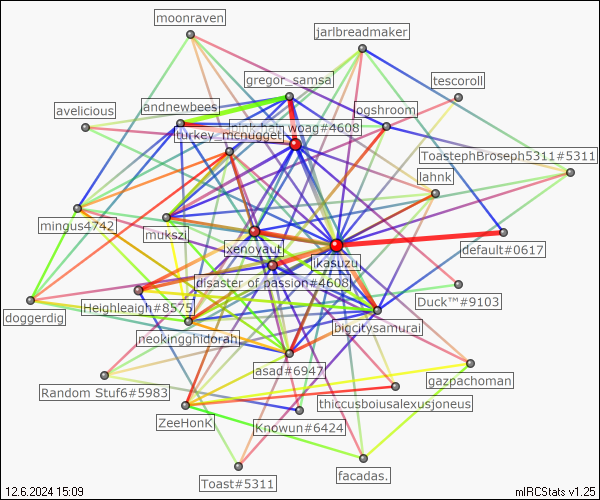 moonraven
jarlbreadmaker
gregor_samsa
tescoroll
avelicious
andnewbees
ogshroom.
woag#4608
turkey_mcnugget
ToastephBroseph5311#5311
lahnk
mingus4742
mukszi
xenovaut
ikasuzu
default#0617
disaster of passion#4608
Heighleaigh#8575
Duck™#9103
doggerdig
neokingghidorah
bigcitysamurai
asad#6947
gazpachoman
Random Stuf6#5983
thiccusboiusalexusjoneus
ZeeHonK
Knowun#6424
facadas.
Toast#5311
12.6.2024 15:09
mIRCStats v1.25